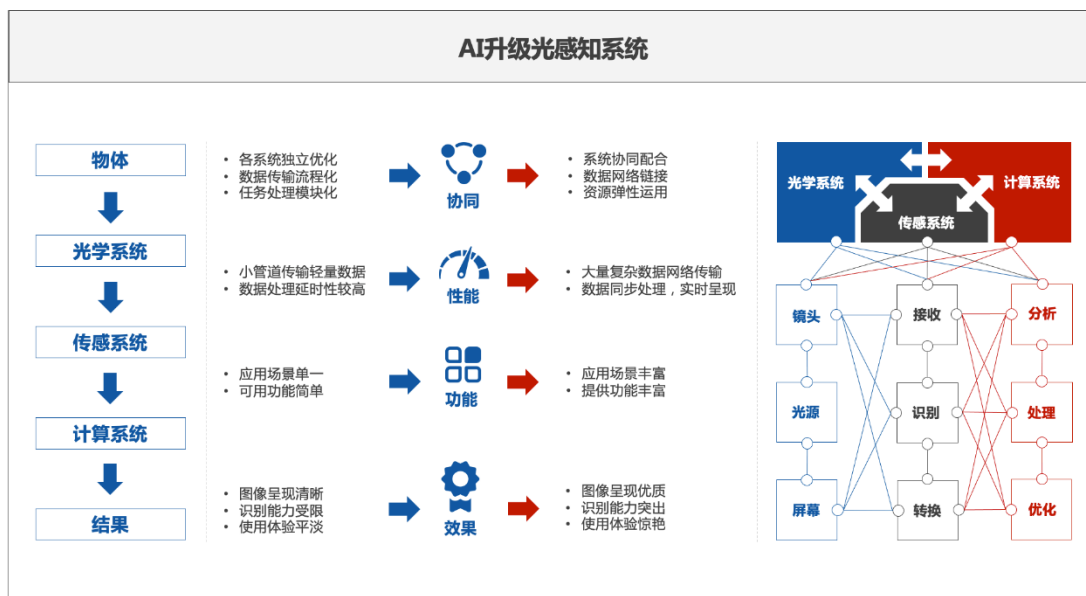 AI升级光感知系统
物体
光学系统
传感系统
计算系统
结果
• 各系统独立优化
• 数据传输流程化
• 任务处理模块化
协同
• 系统协同配合
• 数据网络链接
• 资源弹性运用
• 小管道传输轻量数据
• 数据处理延时性较高
性能
• 大量复杂数据网络传输
• 数据同步处理，实时呈现
• 应用场景单一
• 可用功能简单
功能
• 应用场景丰富
• 提供功能丰富
• 图像呈现清晰
• 识别能力受限
• 使用体验平淡
效果
• 图像呈现优质
• 识别能力突出
• 使用体验惊艳
光学系统
计算系统
传感系统
镜头
接收
分析
光源
识别
处理
屏幕
转换
优化